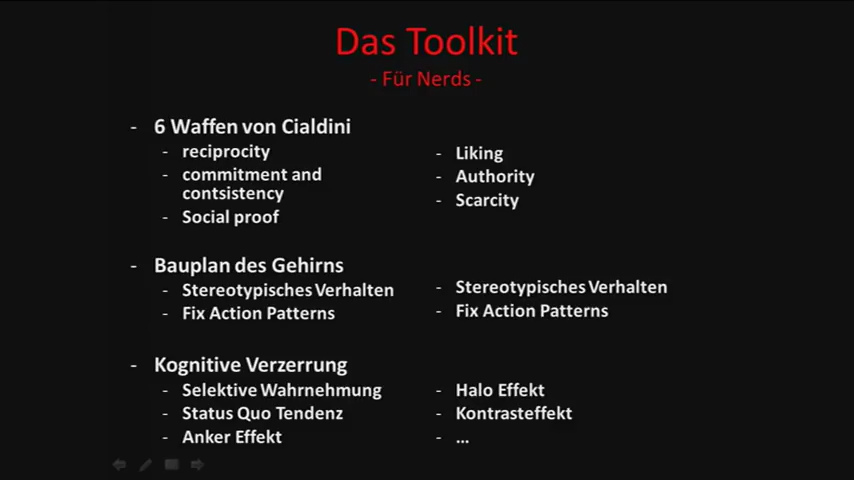 Das Toolkit
- Für Nerds -
- 6 Waffen von Cialdini
- reciprocity
- commitment and
contsistency
- Social proof
- Liking
- Authority
- Scarcity
- Bauplan des Gehirns
- Stereotypisches Verhalten
- Fix Action Patterns
- Stereotypisches Verhalten
- Fix Action Patterns
- Kognitive Verzerrung
- Selektive Wahrnehmung
- Status Quo Tendenz
- Anker Effekt
- Halo Effekt
- Kontrasteffekt
- ...